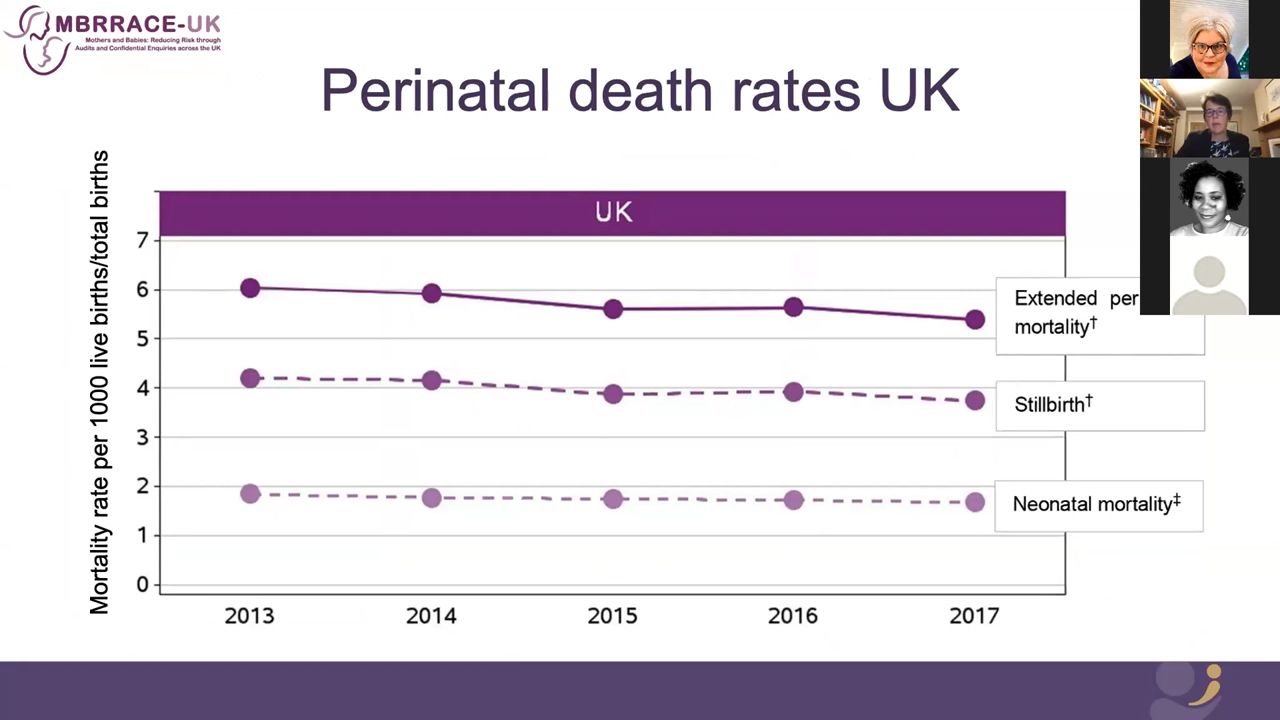 MBRRACE-UK
Mothers and Babies: Reducing Risk through
Audits and Confidential Enquiries across the UK
Perinatal death rates UK
Mortality rate per 1000 live births/total births
UK
7
6
5
4
3
2
1
0
Extended per
mortality†
Stillbirth†
Neonatal mortality‡
2013 2014 2015 2016 2017